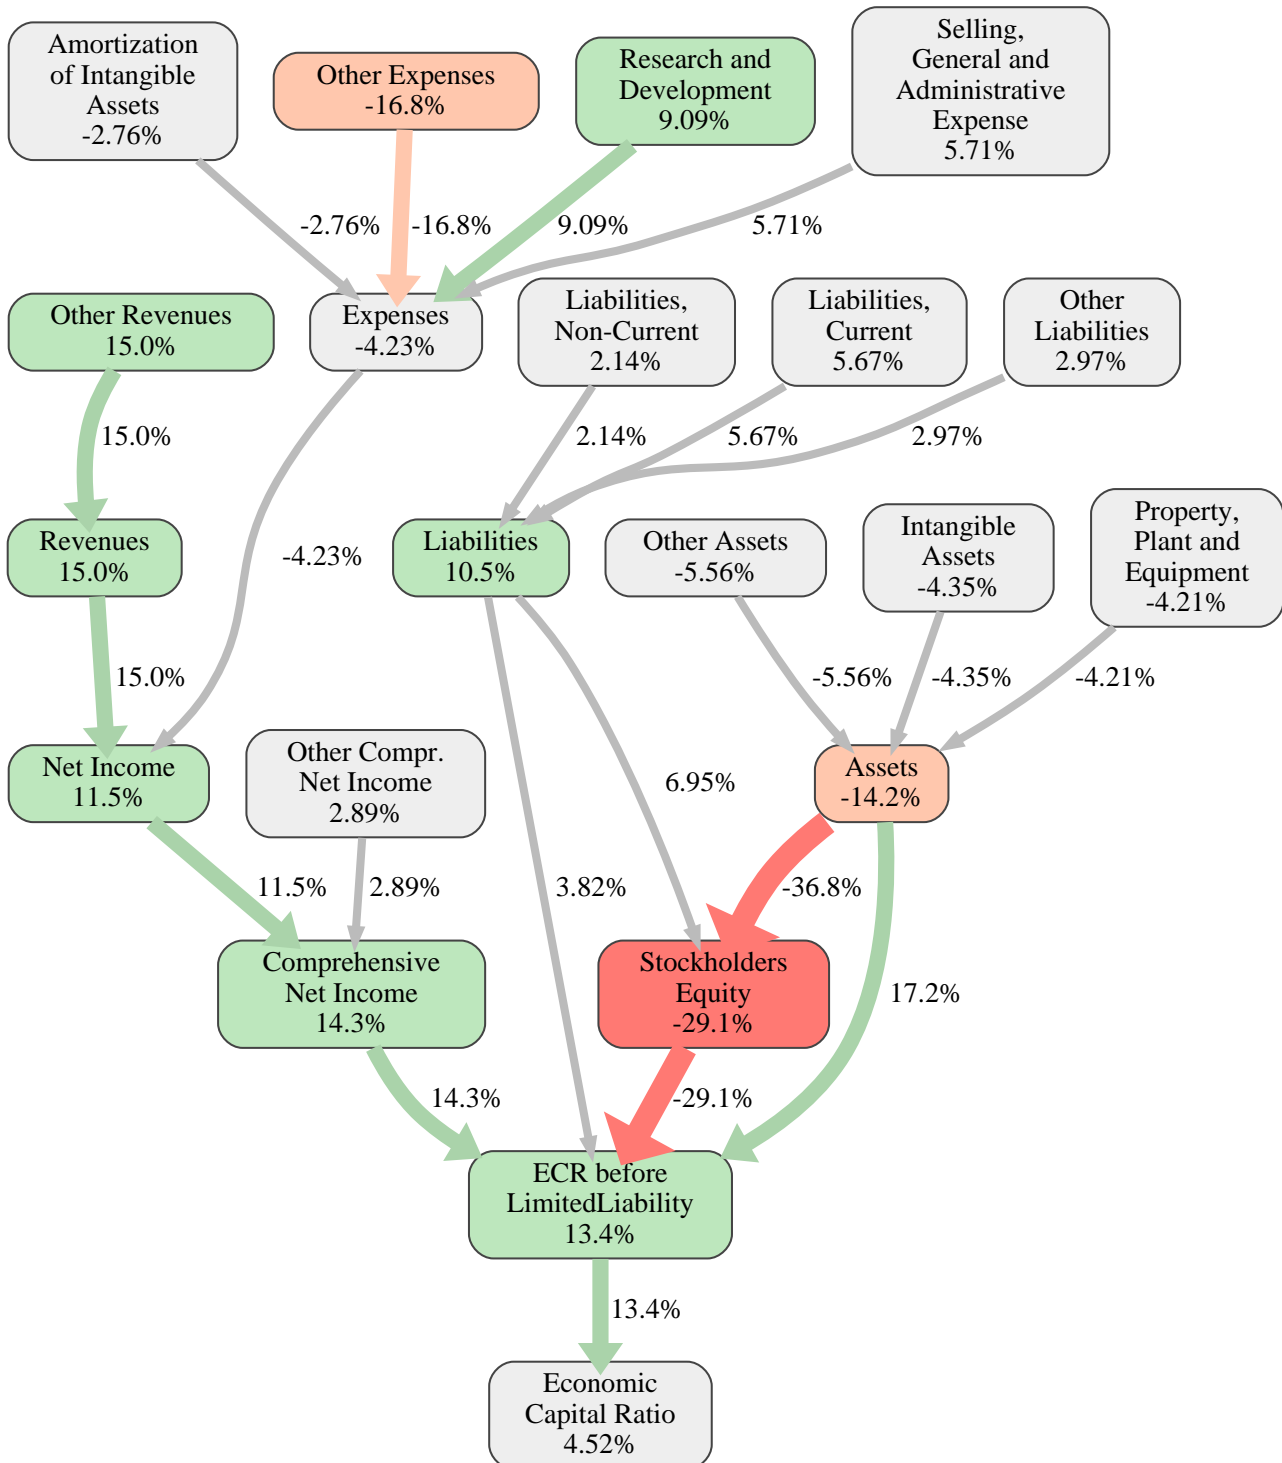 Amortization
of Intangible
Assets
-2.76%
Other Expenses
-16.8%
Research and
Development
9.09%
Selling,
General and
Administrative
Expense
5.71%
-2.76%
-16.8%
9.09%
5.71%
Other Revenues
15.0%
Expenses
-4.23%
Liabilities,
Non-Current
2.14%
Liabilities,
Current
5.67%
Other
Liabilities
2.97%
15.0%
2.14%
5.67%
2.97%
Revenues
15.0%
-4.23%
Liabilities
10.5%
Other Assets
-5.56%
Intangible
Assets
-4.35%
Property,
Plant and
Equipment
-4.21%
15.0%
-5.56%
-4.35%
-4.21%
Net Income
11.5%
Other Compr.
Net Income
2.89%
6.95%
Assets
-14.2%
11.5%
2.89%
3.82%
-36.8%
Comprehensive
Net Income
14.3%
Stockholders
Equity
-29.1%
17.2%
14.3%
-29.1%
ECR before
LimitedLiability
13.4%
13.4%
Economic
Capital Ratio
4.52%